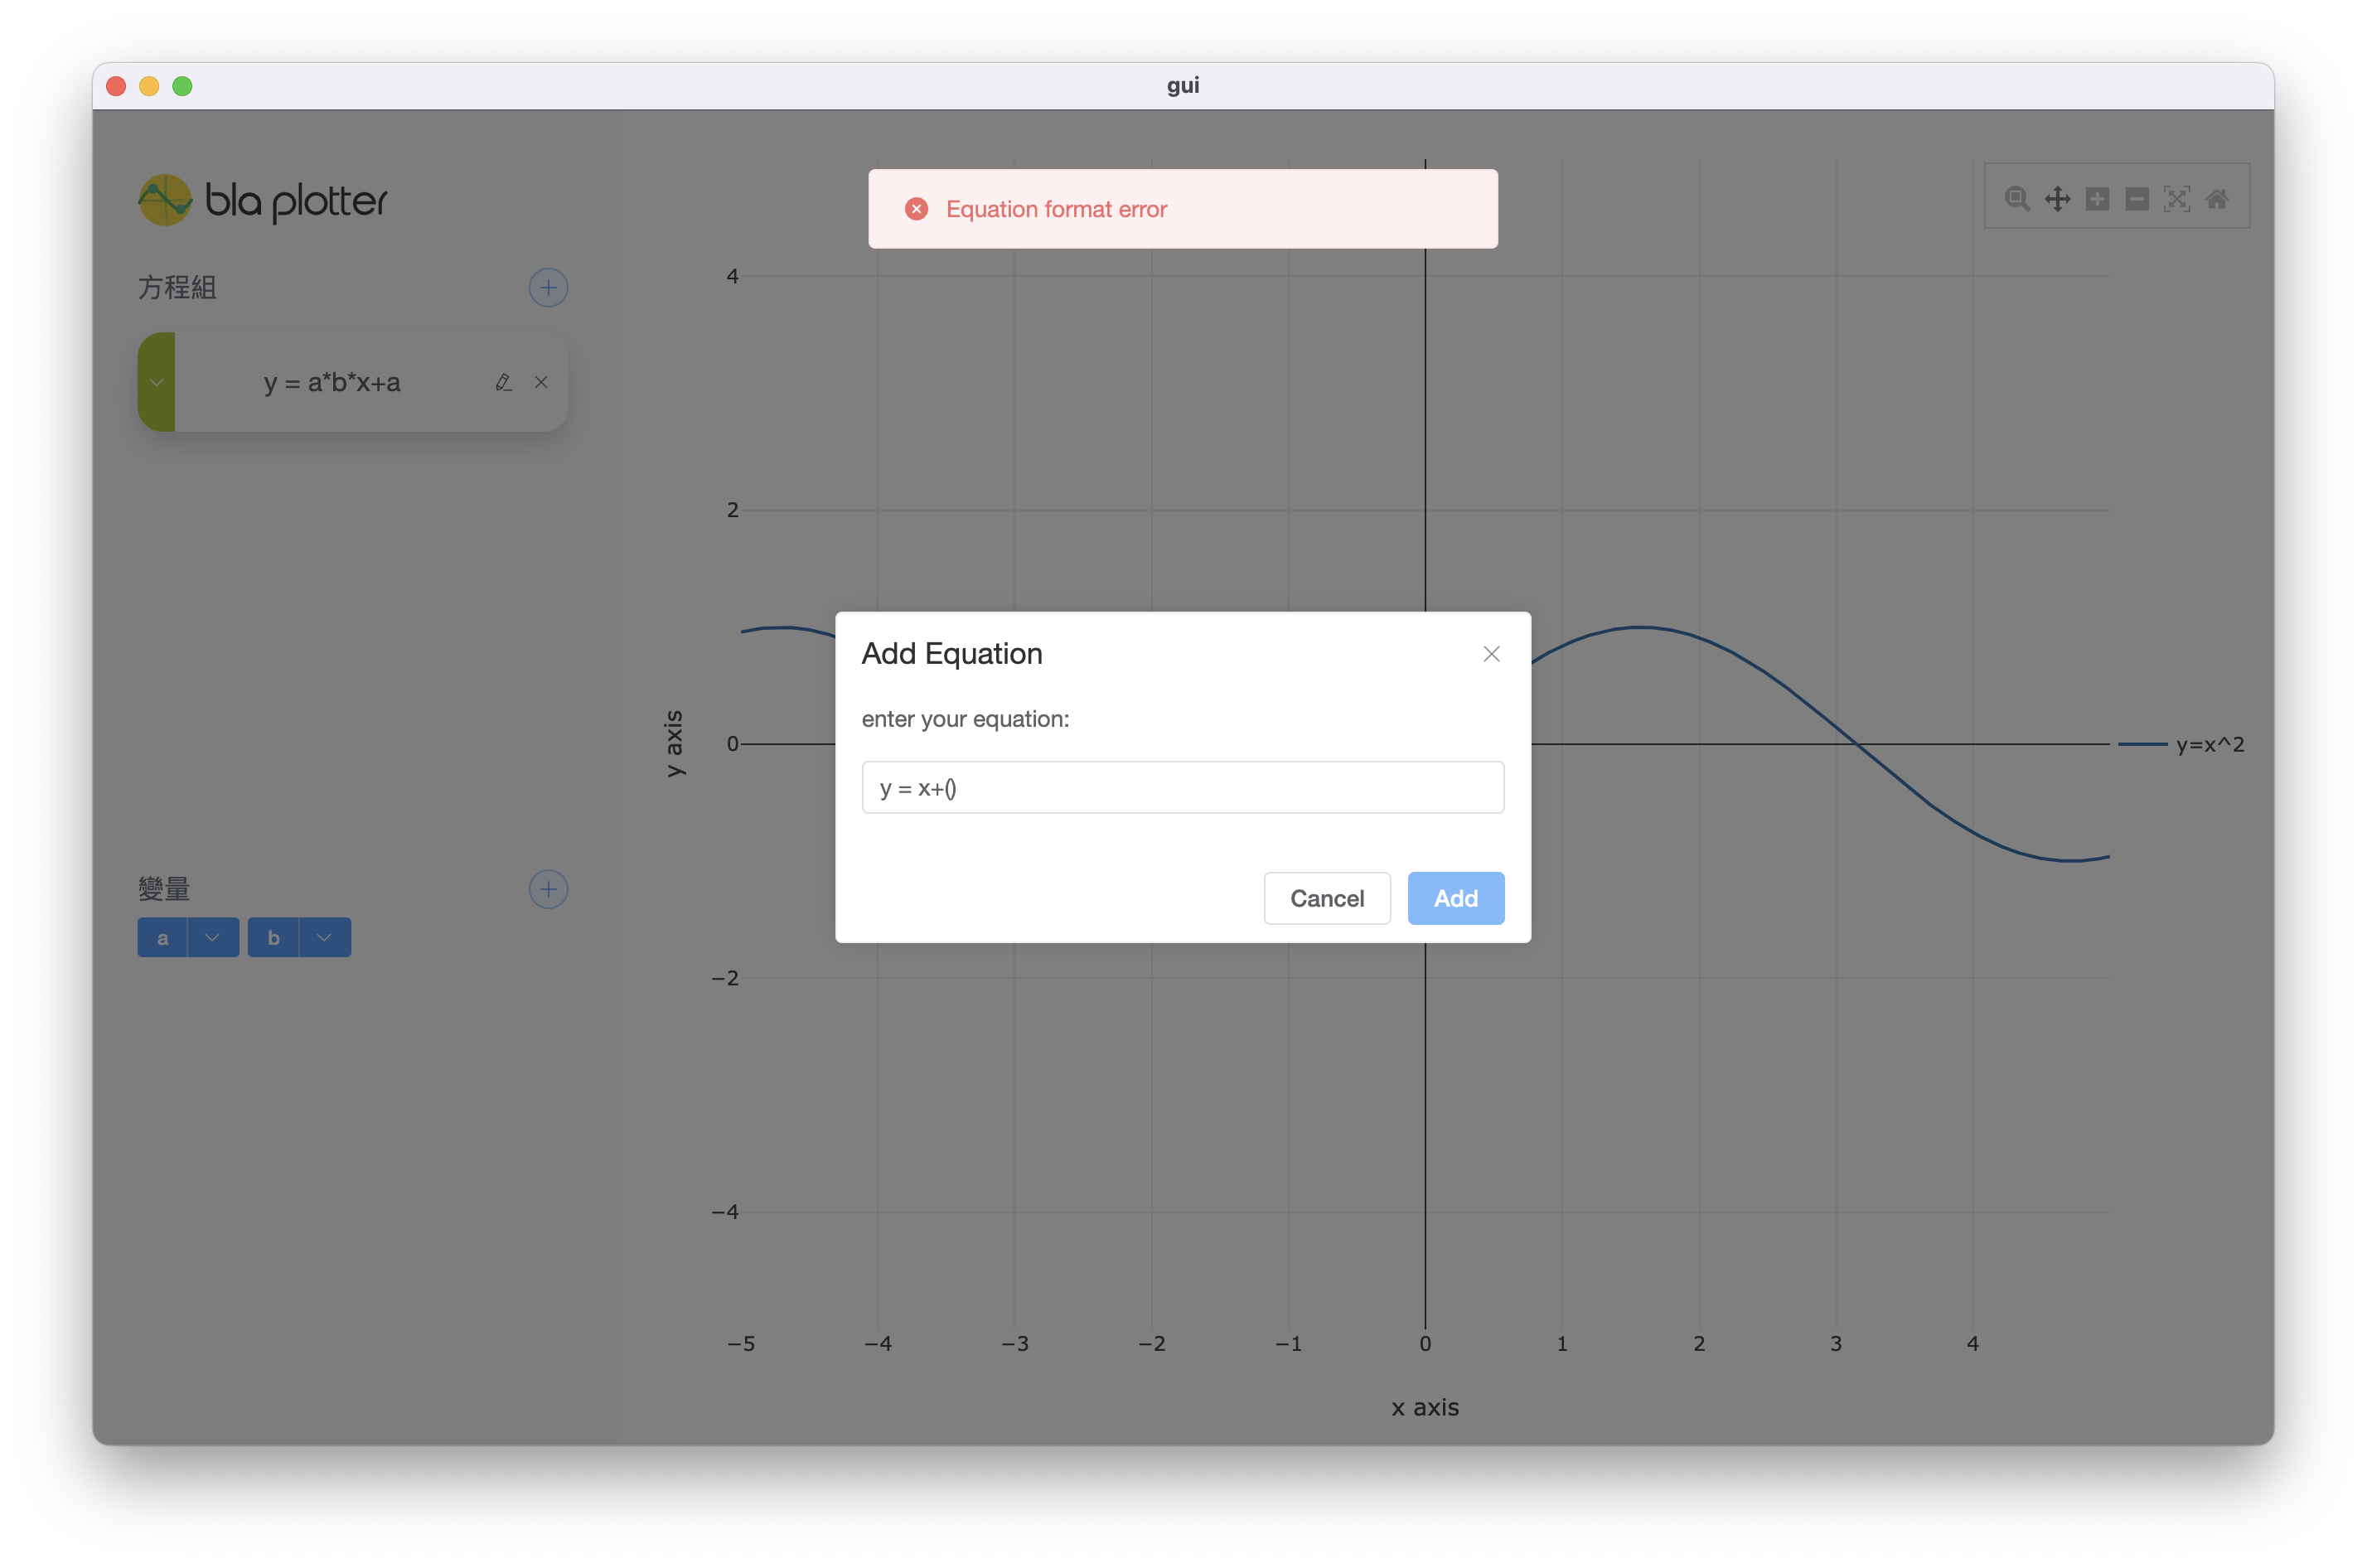 gui
bla plotter
方程組
y = a*b*x+a
變量
a
b
Equation format error
4
2
0
−2
−4
y axis
−5
−4
−3
−2
−1
0
1
2
3
4
x axis
y=x^2
Add Equation
enter your equation:
y = x+()
Cancel
Add